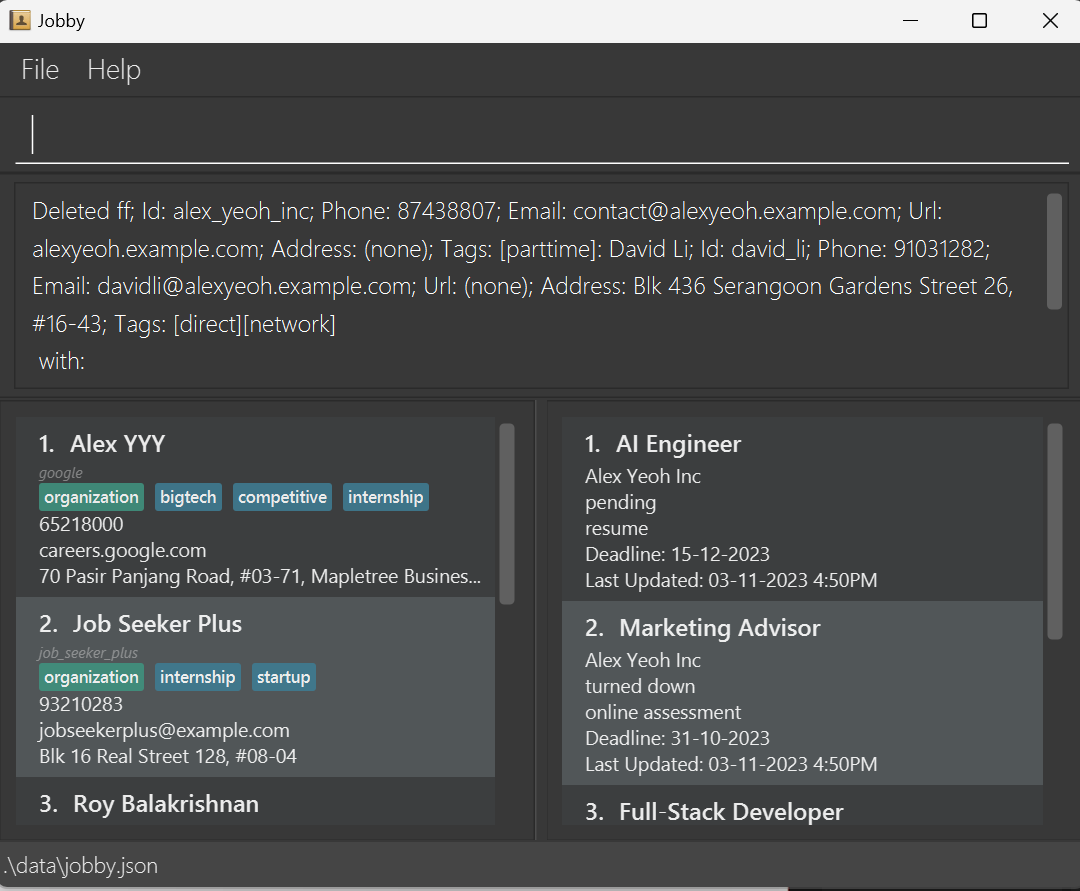 Jobby
File Help
Deleted ff; Id: alex_yeoh_inc; Phone: 87438807; Email: contact@alexyeoh.example.com; Url:
alexyeoh.example.com; Address: (none); Tags: [parttime]: David Li; Id: david_li; Phone: 91031282;
Email: davidli@alexyeoh.example.com; Url: (none); Address: Blk 436 Serangoon Gardens Street 26,
#16-43; Tags: [direct][network]
with:
1. Alex YYY
google
organization bigtech competitive internship
65218000
careers.google.com
70 Pasir Panjang Road, #03-71, Mapletree Busines...
2. Job Seeker Plus
job_seeker_plus
organization internship startup
93210283
jobseekerplus@example.com
Blk 16 Real Street 128, #08-04
3. Roy Balakrishnan
1. AI Engineer
Alex Yeoh Inc
pending
resume
Deadline: 15-12-2023
Last Updated: 03-11-2023 4:50PM
2. Marketing Advisor
Alex Yeoh Inc
turned down
online assessment
Deadline: 31-10-2023
Last Updated: 03-11-2023 4:50PM
3. Full-Stack Developer
.\data\jobby.json